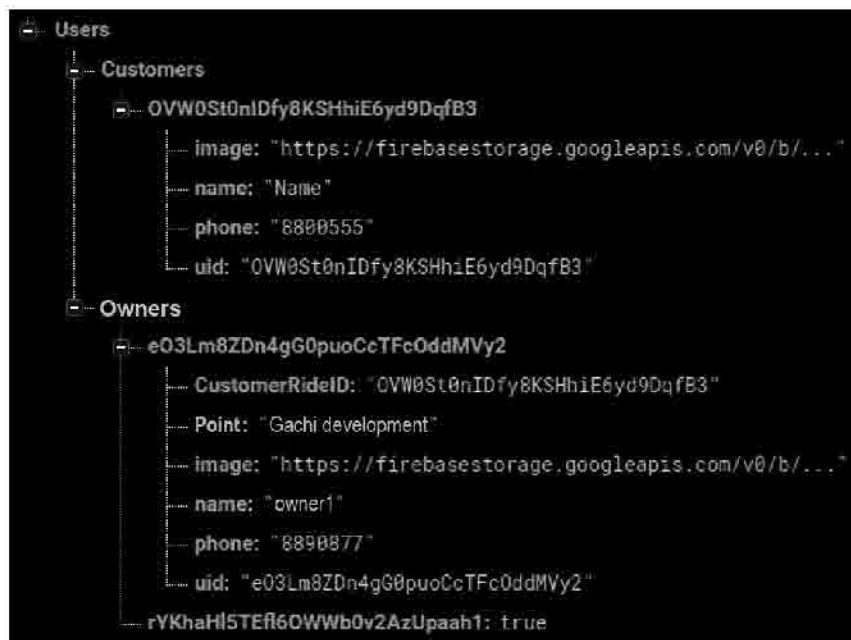 Users
Customers
OVW0St0nIDfy8KSHhiE6yd9DqfB3
image: "https://firebasestorage.googleapis.com/v0/b/..."
name: "Name"
phone: "8800555"
uid: "OVW0St0nIDfy8KSHhiE6yd9DqfB3"
Owners
eO3Lm8ZDn4gG0puoCcTFcOddMVy2
CustomerRideID: "OVW0St0nIDfy8KSHhiE6yd9DqfB3"
Point: "Gachi development"
image: "https://firebasestorage.googleapis.com/v0/b/..."
name: "owner1"
phone: "8890877"
uid: "eO3Lm8ZDn4gG0puoCcTFcOddMVy2"
rYKhaHl5TEfl6OWWb0v2AzUpaah1: true